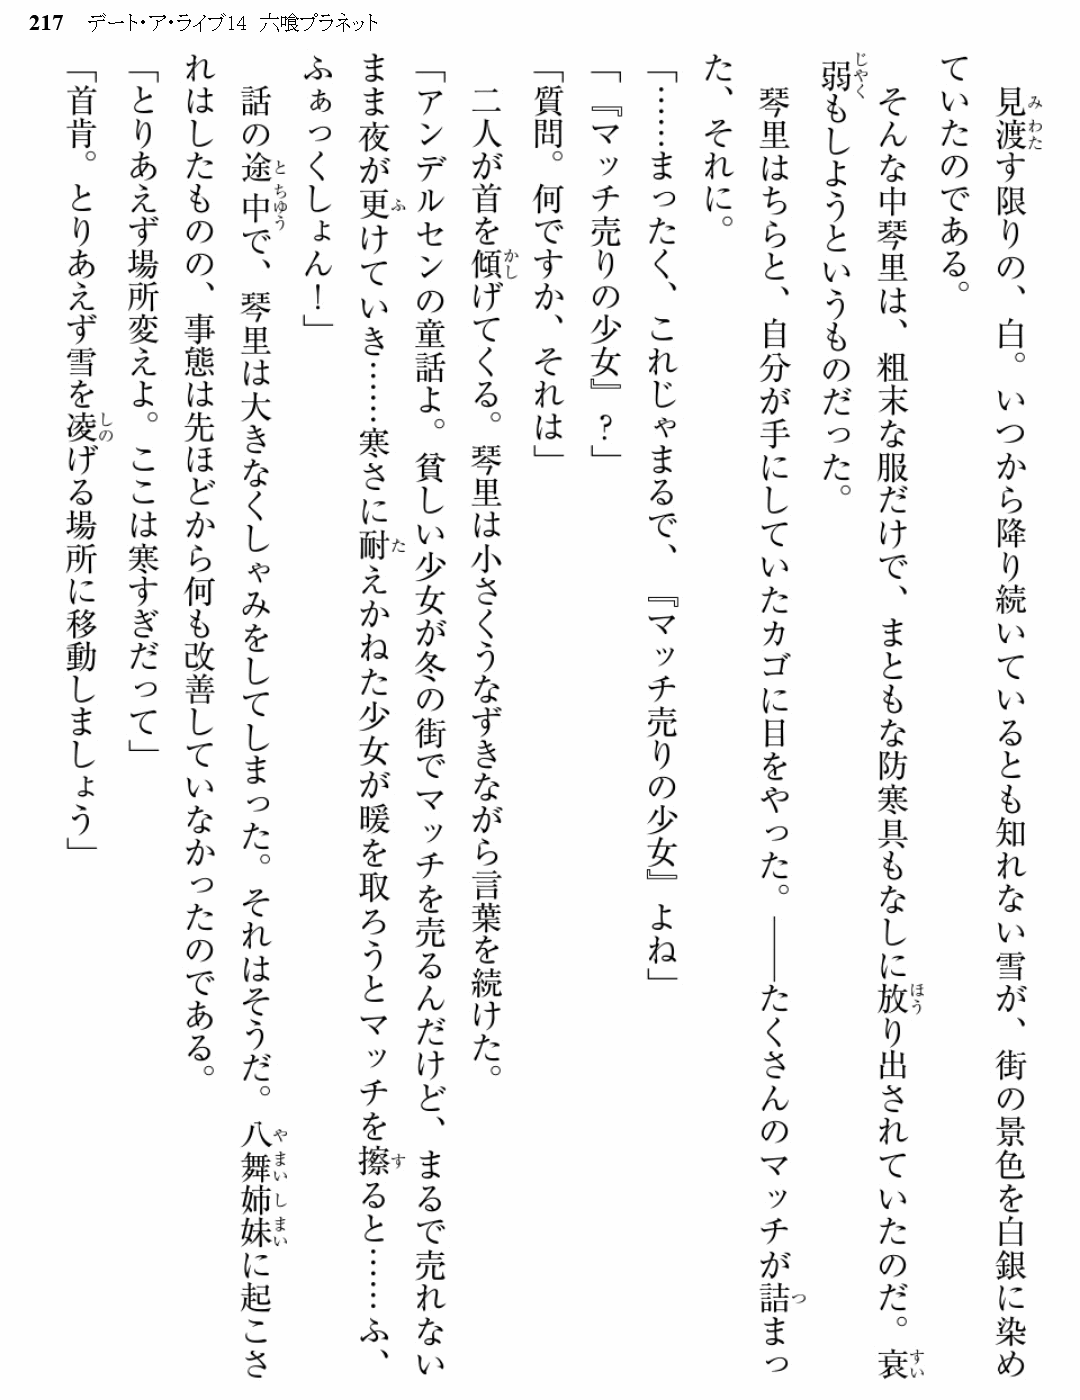 217 デート・ア・ライブ14 六喰プラネット
見渡す限りの、白。いつから降り続いているとも知れない雪が、街の景色を白銀に染め
ていたのである。
そんな中琴里は、粗末な服だけで、まともな防寒具もなしに放り出されていたのだ。衰
弱もしようというものだった。
琴里はちらと、自分が手にしていたカゴに目をやった。――たくさんのマッチが詰まっ
た、それに。
「……まったく、これじゃまるで、『マッチ売りの少女』よね」
「『マッチ売りの少女』?」
「質問。何ですか、それは」
二人が首を傾げてくる。琴里は小さくうなずきながら言葉を続けた。
「アンデルセンの童話よ。貧しい少女が冬の街でマッチを売るんだけど、まるで売れない
まま夜が更けていき……寒さに耐えかねた少女が暖を取ろうとマッチを擦ると……ふ、
ふぁっくしょん!」
話の途中で、琴里は大きなくしゃみをしてしまった。それはそうだ。八舞姉妹に起こさ
れはしたものの、事態は先ほどから何も改善していなかったのである。
「とりあえず場所変えよ。ここは寒すぎだって」
「首肯。とりあえず雪を凌げる場所に移動しましょう」